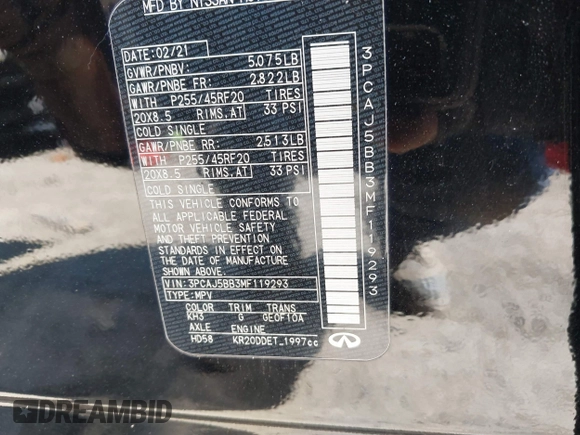 MFD BY NISSAN
DATE: 02/21
GVWR/PNBV: 5,075LB
GAWR/PNBE FR: 2,822LB
WITH P255/45RF20 TIRES
20X8.5 RIMS,AT 33 PSI
COLD SINGLE
GAWR/PNBE RR: 2,513LB
WITH P255/45RF20 TIRES
20X8.5 RIMS,AT 33 PSI
COLD SINGLE
THIS VEHICLE CONFORMS TO
ALL APPLICABLE FEDERAL
MOTOR VEHICLE SAFETY
AND THEFT PREVENTION
STANDARDS IN EFFECT ON
THE DATE OF MANUFACTURE
SHOWN ABOVE.
VIN:3PCAJ5BB3MF119293
TYPE:MPV
COLOR TRIM TRANS
KH3 G GE0F10A
AXLE ENGINE
HD58 KR20DDET_1997cc
3PCAJ5BB3MF119293
DREAMBID